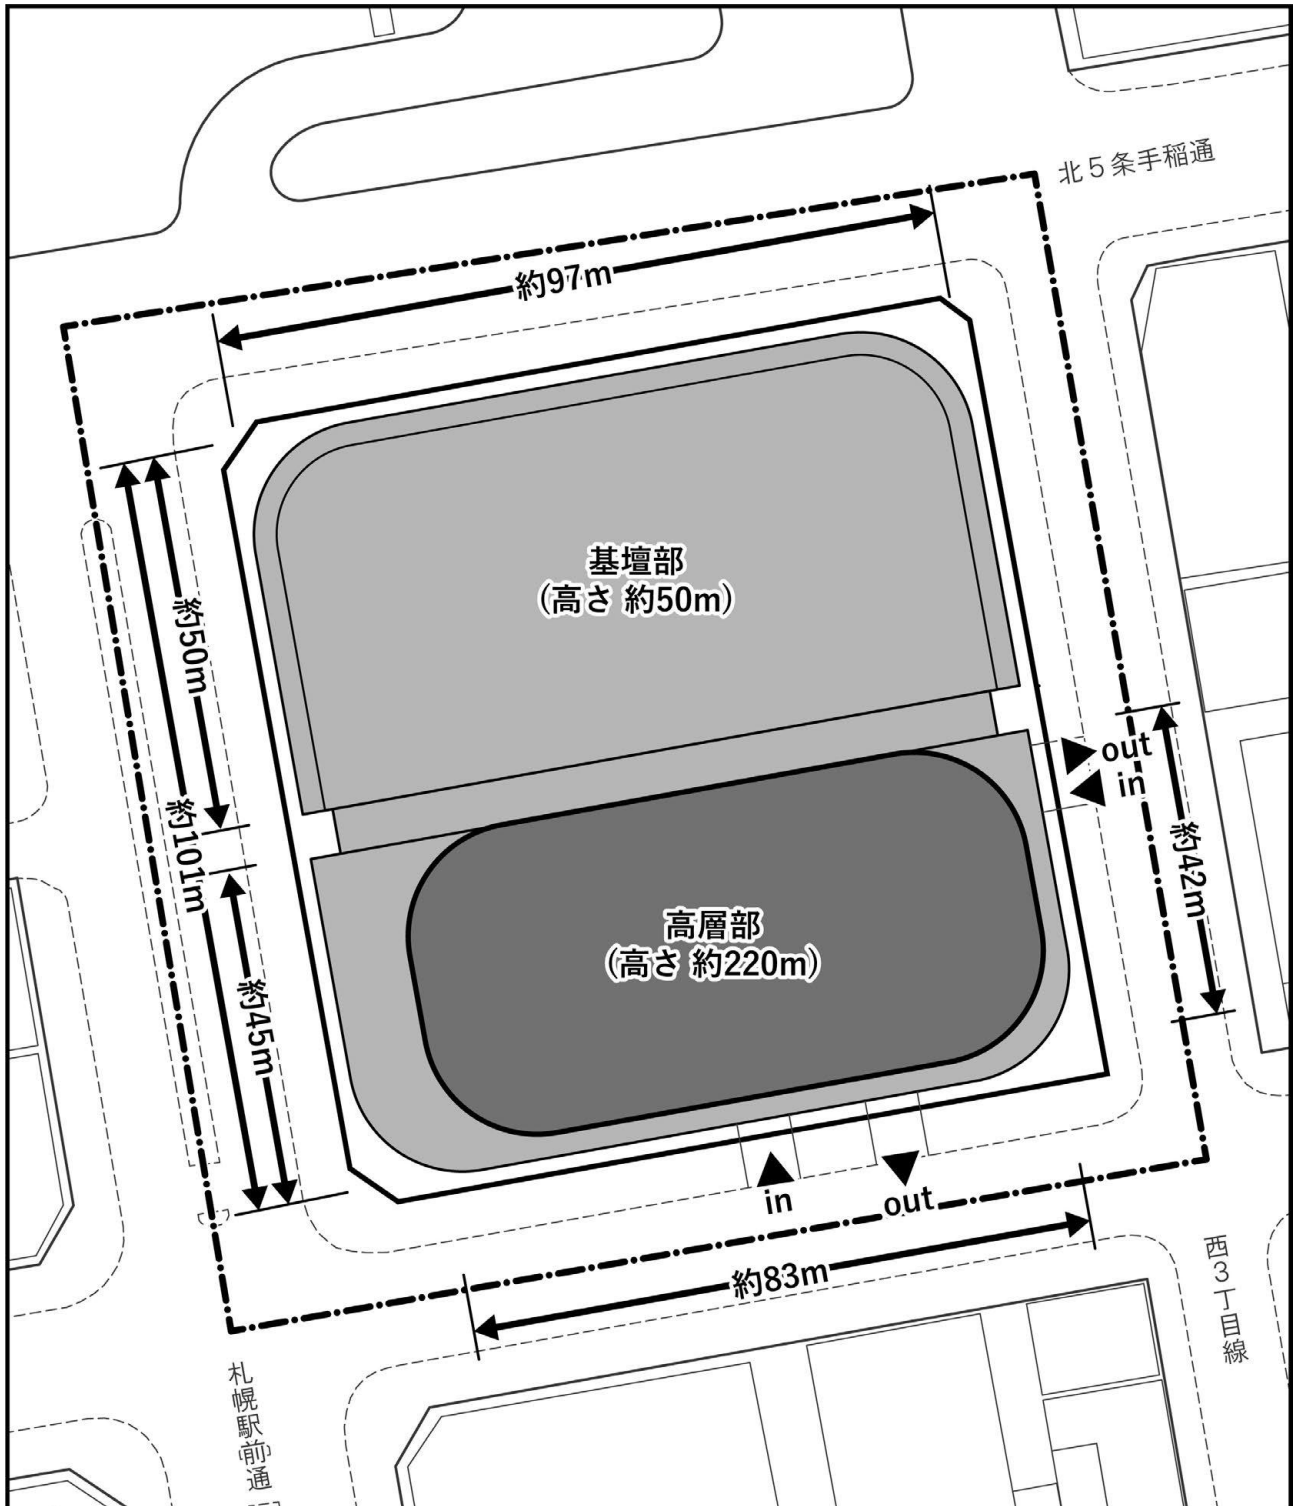 北5条手稲通
約97m
基壇部
(高さ 約50m)
約50m
約101m
out
in
約42m
高層部
(高さ 約220m)
約45m
in
out
約83m
西3丁目線
札幌駅前通